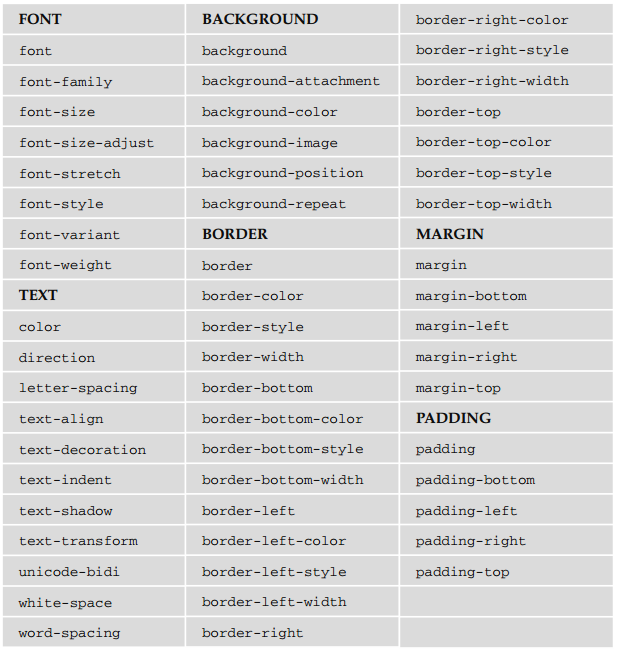 FONT
font
font-family
font-size
font-size-adjust
font-stretch
font-style
font-variant
font-weight
TEXT
color
direction
letter-spacing
text-align
text-decoration
text-indent
text-shadow
text-transform
unicode-bidi
white-space
word-spacing
BACKGROUND
background
background-attachment
background-color
background-image
background-position
background-repeat
BORDER
border
border-color
border-style
border-width
border-bottom
border-bottom-color
border-bottom-style
border-bottom-width
border-left
border-left-color
border-left-style
border-left-width
border-right
border-right-color
border-right-style
border-right-width
border-top
border-top-color
border-top-style
border-top-width
MARGIN
margin
margin-bottom
margin-left
margin-right
margin-top
PADDING
padding
padding-bottom
padding-left
padding-right
padding-top